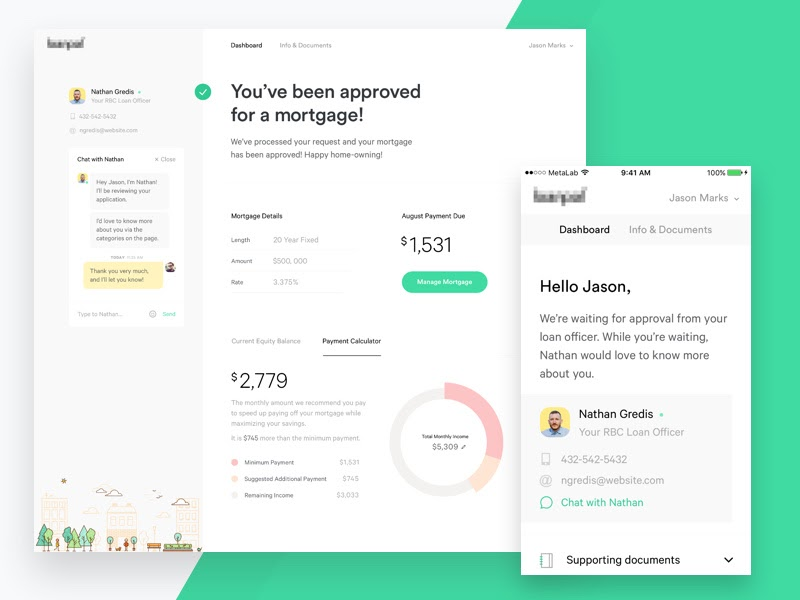 Dashboard Info & Documents Jason Marks
Nathan Gredis
Your RBC Loan Officer
432-542-5432
ngredis@website.com
Chat with Nathan × Close
Hey Jason, I'm Nathan!
I'll be reviewing your
application.
I'd love to know more
about you via the
categories on the page.
TODAY 11:35 AM
Thank you very much,
and I'll let you know!
Type to Nathan... Send
You've been approved
for a mortgage!
We've processed your request and your mortgage
has been approved! Happy home-owning!
Mortgage Details
Length 20 Year Fixed
Amount $500, 000
Rate 3.375%
August Payment Due
$1,531
Manage Mortgage
Current Equity Balance Payment Calculator
$2,779
The monthly amount we recommend you pay
to speed up paying off your mortgage while
maximizing your savings.
It is $745 more than the minimum payment.
Minimum Payment $1,531
Suggested Additional Payment $745
Remaining Income $3,033
Total Monthly Income
$5,309
MetaLab 9:41 AM 100%
Jason Marks
Dashboard Info & Documents
Hello Jason,
We're waiting for approval from your
loan officer. While you're waiting,
Nathan would love to know more
about you.
Nathan Gredis
Your RBC Loan Officer
432-542-5432
ngredis@website.com
Chat with Nathan
Supporting documents